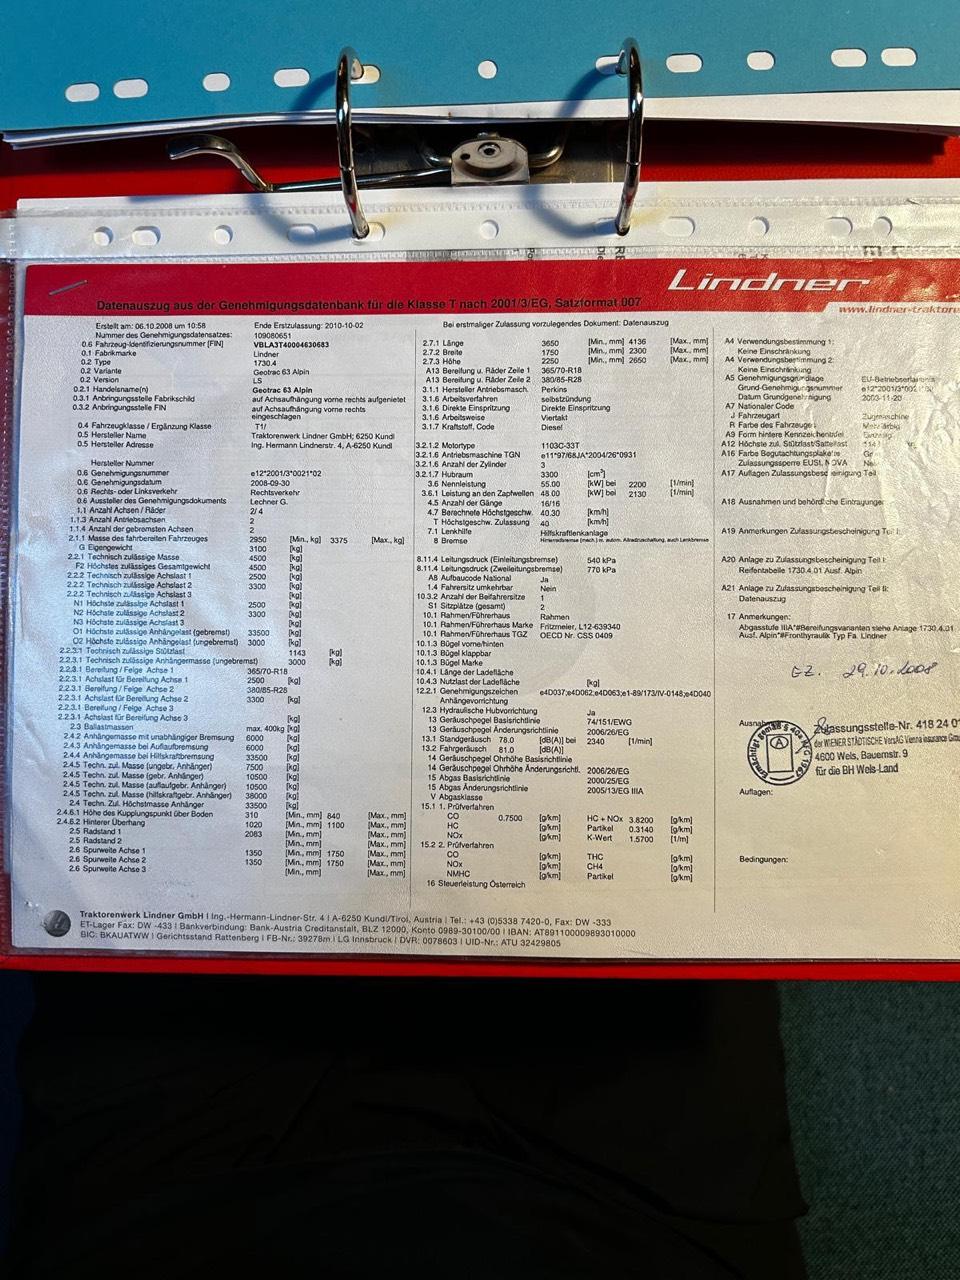 Lindner
Datenauszug aus der Genehmigungsdatenbank für die Klasse T nach 2001/3/EG, Satzformat 007
www.lindner-traktore
Erstellt am: 06.10.2008 um 10:58 Ende Erstzulassung: 2010-10-02
Nummer des Genehmigungsdatensatzes: 109080651
0.6 Fahrzeug-Identifizierungsnummer (FIN) VBLA3T40004630683
0.1 Fabrikmarke Lindner
0.2 Type 1730.4
0.2 Variante Geotrac 63 Alpin
0.2 Version LS
0.2.1 Handelsname(n) Geotrac 63 Alpin
0.3.1 Anbringungsstelle Fabrikschild auf Achsaufhängung vorne rechts aufgenietet
0.3.2 Anbringungsstelle FIN auf Achsaufhängung vorne rechts
eingeschlagen
0.4 Fahrzeugklasse / Ergänzung Klasse T1/
0.5 Hersteller Name Traktorenwerk Lindner GmbH; 6250 Kundl
0.5 Hersteller Adresse Ing. Hermann Lindnerstr. 4, A-6250 Kundl
Hersteller Nummer
0.6 Genehmigungsnummer e12*2001/3*0021*02
0.6 Genehmigungsdatum 2008-09-30
0.6 Rechts- oder Linksverkehr Rechtsverkehr
0.6 Aussteller des Genehmigungsdokuments Lechner G.
1.1 Anzahl Achsen / Räder 2/ 4
1.1.3 Anzahl Antriebsachsen 2
1.1.4 Anzahl der gebremsten Achsen 2
2.1.1 Masse des fahrbereiten Fahrzeuges 2950 [Min., kg] 3375 [Max., kg]
G Eigengewicht 3100 [kg]
2.2.1 Technisch zulässige Masse 4500 [kg]
F2 Höchstes zulässiges Gesamtgewicht 4500 [kg]
2.2.2 Technisch zulässige Achslast 1 2500 [kg]
2.2.2 Technisch zulässige Achslast 2 3300 [kg]
2.2.2 Technisch zulässige Achslast 3 [kg]
N1 Höchste zulässige Achslast 1 2500 [kg]
N2 Höchste zulässige Achslast 2 3300 [kg]
N3 Höchste zulässige Achslast 3 [kg]
O1 Höchste zulässige Anhängelast (gebremst) 33500 [kg]
O2 Höchste zulässige Anhängelast (ungebremst) 3000 [kg]
2.2.3.1 Technisch zulässige Stützlast 1143 [kg]
2.2.3.1 Technisch zulässige Anhängermasse (ungebremst) 3000 [kg]
2.2.3.1 Bereifung / Felge Achse 1 365/70-R18
2.2.3.1 Achslast für Bereifung Achse 1 2500 [kg]
2.2.3.1 Bereifung / Felge Achse 2 380/85-R28
2.2.3.1 Achslast für Bereifung Achse 2 3300 [kg]
2.2.3.1 Bereifung / Felge Achse 3
2.2.3.1 Achslast für Bereifung Achse 3 [kg]
2.3 Ballastmassen max. 400kg [kg]
2.4.2 Anhängemasse mit unabhängiger Bremsung 6000 [kg]
2.4.3 Anhängemasse bei Auflaufbremsung 6000 [kg]
2.4.4 Anhängemasse bei Hilfskraftbremsung 33500 [kg]
2.4.5 Techn. zul. Masse (ungebr. Anhänger) 7500 [kg]
2.4.5 Techn. zul. Masse (gebr. Anhänger) 10500 [kg]
2.4.5 Techn. zul. Masse (auflaufgebr. Anhänger) 10500 [kg]
2.4.5 Techn. zul. Masse (hilfskraftgebr. Anhänger) 38000 [kg]
2.4 Techn. Zul. Höchstmasse Anhänger 33500 [kg]
2.4.6.1 Höhe des Kupplungspunkt über Boden 310 [Min., mm] 840 [Max., mm]
2.4.6.2 Hinterer Überhang 1020 [Min., mm] 1100 [Max., mm]
2.5 Radstand 1 2083 [Min., mm] [Max., mm]
2.5 Radstand 2 [Min., mm] [Max., mm]
2.6 Spurweite Achse 1 1350 [Min., mm] 1750 [Max., mm]
2.6 Spurweite Achse 2 1350 [Min., mm] 1750 [Max., mm]
2.6 Spurweite Achse 3 [Min., mm] [Max., mm]
Bei erstmaliger Zulassung vorzulegendes Dokument: Datenauszug
2.7.1 Länge 3650 [Min., mm] 4136 [Max., mm]
2.7.2 Breite 1750 [Min., mm] 2300 [Max., mm]
2.7.3 Höhe 2250 [Min., mm] 2650 [Max., mm]
A13 Bereifung u. Räder Zeile 1 365/70-R18
A13 Bereifung u. Räder Zeile 2 380/85-R28
3.1.1 Hersteller Antriebsmasch. Perkins
3.1.6 Arbeitsverfahren selbstzündung
3.1.6 Direkte Einspritzung Direkte Einspritzung
3.1.6 Arbeitsweise Viertakt
3.1.7 Kraftstoff, Code Diesel
3.2.1.2 Motortype 1103C-33T
3.2.1.6 Antriebsmaschine TGN e11*97/68JA*2004/26*0931
3.2.1.6 Anzahl der Zylinder 3
3.2.1.7 Hubraum 3300 [cm³]
3.6 Nennleistung 55.00 [kW] bei 2200 [1/min]
3.6.1 Leistung an den Zapfwellen 48.00 [kW] bei 2130 [1/min]
4.5 Anzahl der Gänge 16/16
4.7 Berechnete Höchstgeschw. 40.30 [km/h]
T Höchstgeschw. Zulassung 40 [km/h]
7.1 Lenkhilfe Hilfskraftlenkanlage
8 Bremse Hinterradbremse (mech.) m. autom. Allradzuschaltung, auch Lenkbremse
8.11.4 Leitungsdruck (Einleitungsbremse) 540 kPa
8.11.4 Leitungsdruck (Zweileitungsbremse) 770 kPa
A8 Aufbaucode National Ja
1.4 Fahrersitz umkehrbar Nein
10.3.2 Anzahl der Beifahrersitze 1
S1 Sitzplätze (gesamt) 2
10.1 Rahmen/Führerhaus Rahmen
10.1 Rahmen/Führerhaus Marke Fritzmeier, L12-639340
10.1 Rahmen/Führerhaus TGZ OECD Nr. CSS 0409
10.1.3 Bügel vorne/hinten
10.1.3 Bügel klappbar
10.1.3 Bügel Marke
10.4.1 Länge der Ladefläche
10.4.3 Nutzlast der Ladefläche [kg]
12.2.1 Genehmigungszeichen e4D037;e4D062;e4D063;e1-89/173/IV-0148;e4D040
Anhängevorrichtung
12.3 Hydraulische Hubvorrichtung Ja
13 Geräuschpegel Basisrichtlinie 74/151/EWG
13 Geräuschpegel Änderungsrichtlinie 2006/26/EG
13.1 Standgeräusch 78.0 [dB(A)] bei 2340 [1/min]
13.2 Fahrgeräusch 81.0 [dB(A)]
14 Geräuschpegel Ohrhöhe Basisrichtlinie
14 Geräuschpegel Ohrhöhe Änderungsrichtl. 2006/26/EG
15 Abgas Basisrichtlinie 2000/25/EG
15 Abgas Änderungsrichtlinie 2005/13/EG IIIA
V Abgasklasse
15.1 1. Prüfverfahren
CO 0.7500 [g/km] HC + NOx 3.8200 [g/km]
HC [g/km] Partikel 0.3140 [g/km]
NOx [g/km] K-Wert 1.5700 [1/m]
15.2 2. Prüfverfahren
CO [g/km] THC [g/km]
NOx [g/km] CH4 [g/km]
NMHC [g/km] Partikel [g/km]
16 Steuerleistung Österreich
A4 Verwendungsbestimmung 1:
Keine Einschränkung
A4 Verwendungsbestimmung 2:
Keine Einschränkung
A5 Genehmigungsgrundlage
Grund-Genehmigungsnummer
Datum Grundgenehmigung 2003-11-20
A7 Nationaler Code
J Fahrzeugart
R Farbe des Fahrzeuges
A9 Form hintere Kennzeichentafel
A12 Höchste zul. Stützlast/Sattellast
A16 Farbe Begutachtungsplakette
Zulassungssperre EUSt, NOVA
A17 Auflagen Zulassungsbescheinigung Teil
A18 Ausnahmen und behördliche Eintragungen
A19 Anmerkungen Zulassungsbescheinigung Teil
A20 Anlage zu Zulassungsbescheinigung Teil I:
Reifentabelle 1730.4.01 Ausf. Alpin
A21 Anlage zu Zulassungsbescheinigung Teil II:
Datenauszug
17 Anmerkungen:
Abgasstufe IIIA*#Bereifungsvarianten siehe Anlage 1730.4.01
Ausf. Alpin*#Fronthyraulik Typ Fa. Lindner
EZ. 29.10.2008
Zulassungsstelle-Nr. 418 24 01
der WIENER STÄDTISCHE VersAG Vienna Insurance Grou
4600 Wels, Bauernstr. 9
für die BH Wels-Land
Auflagen:
Bedingungen:
Traktorenwerk Lindner GmbH I Ing.-Hermann-Lindner-Str. 4 I A-6250 Kundl/Tirol, Austria I Tel.: +43 (0)5338 7420-0, Fax: DW -333
ET-Lager Fax: DW -433 I Bankverbindung: Bank-Austria Creditanstalt, BLZ 12000, Konto 0989-30100/00 I IBAN: AT891100009893010000
BIC: BKAUATWW I Gerichtsstand Rattenberg I FB-Nr.: 39278m I LG Innsbruck I DVR: 0078603 I UID-Nr.: ATU 32429805